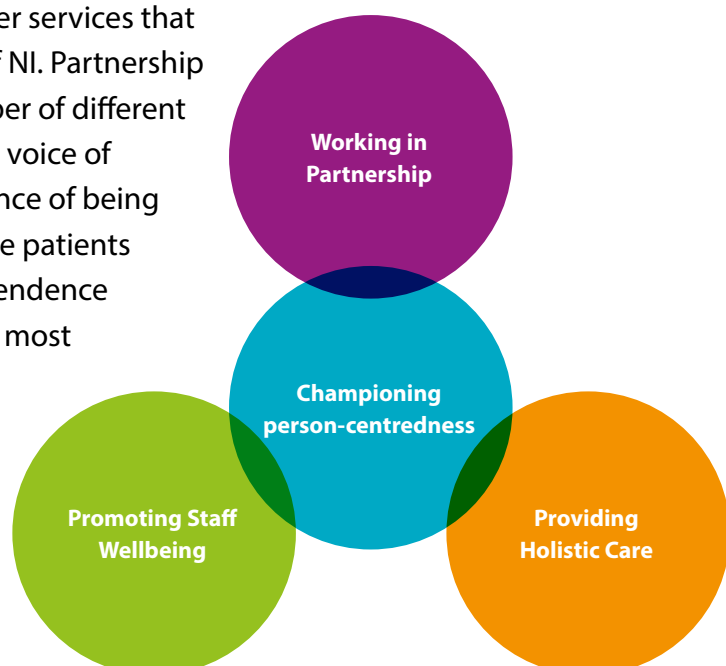 er services that
f NI. Partnership
ber of different
voice of
nce of being
e patients
endence
most
Working in
Partnership
Championing
person-centredness
Promoting Staff
Wellbeing
Providing
Holistic Care